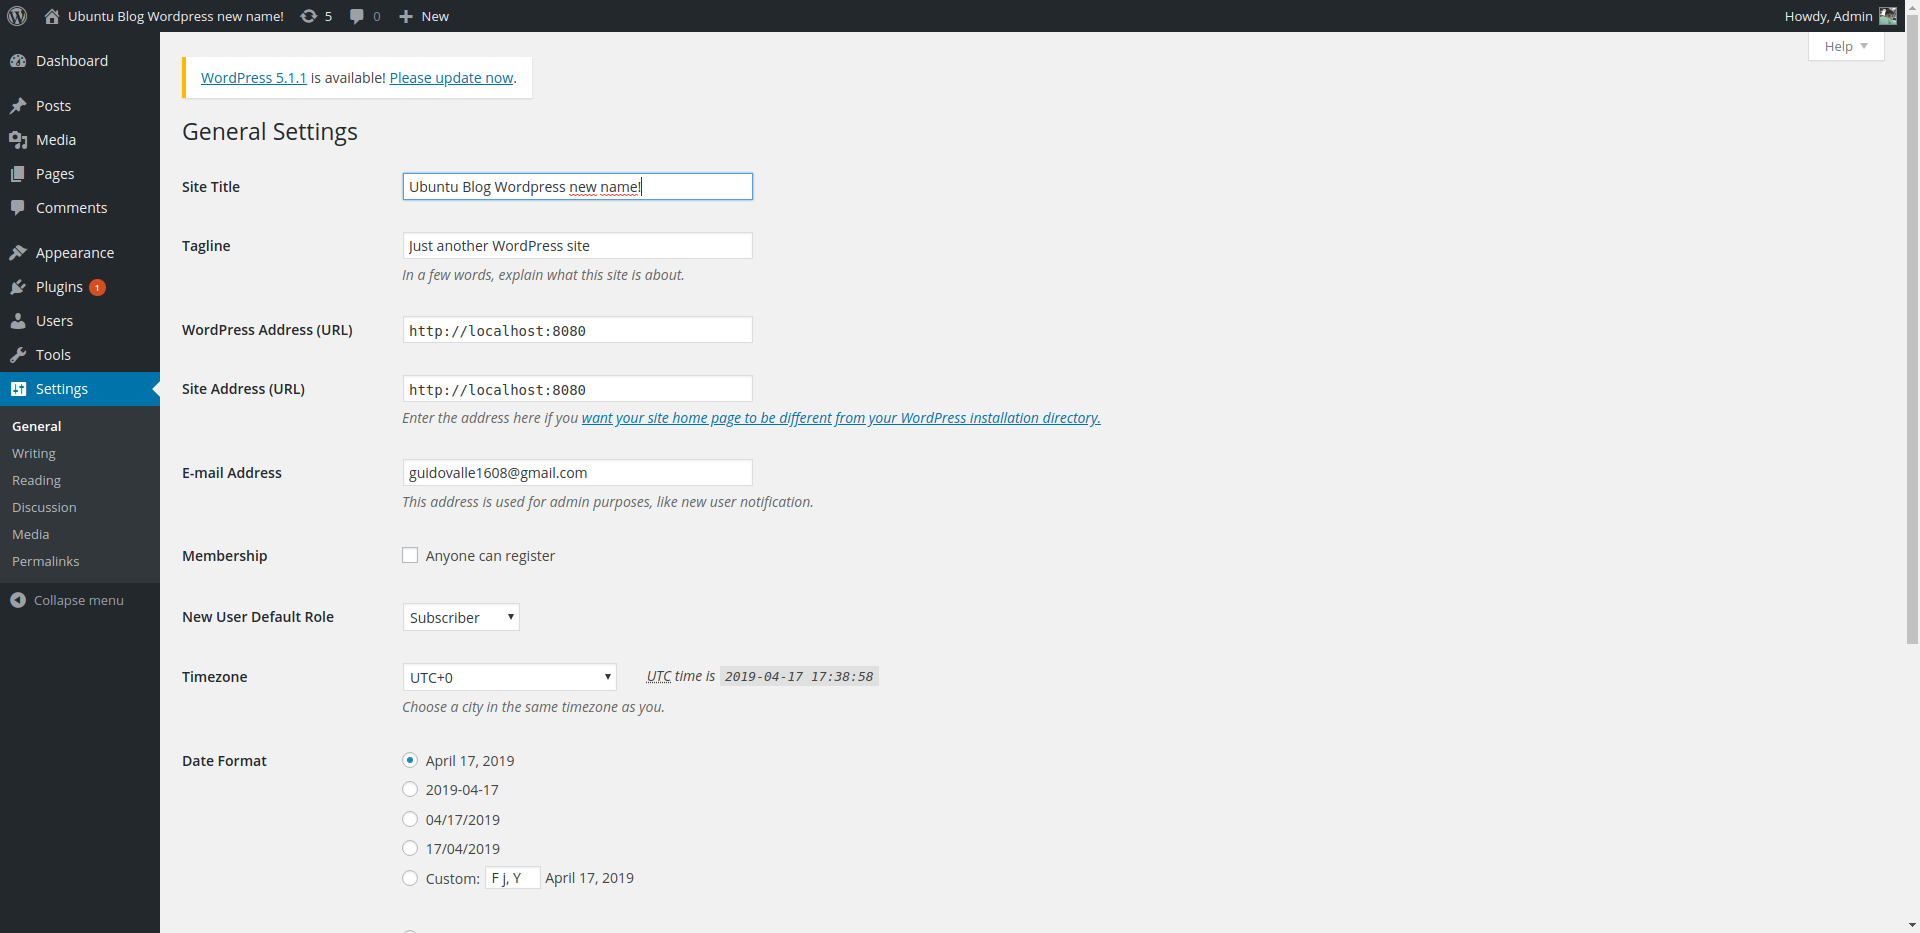 Ubuntu Blog Wordpress new name! 5 0 New Howdy, Admin
Help
Dashboard
Posts
Media
Pages
Comments
Appearance
Plugins 1
Users
Tools
Settings
General
Writing
Reading
Discussion
Media
Permalinks
Collapse menu
WordPress 5.1.1 is available! Please update now.
General Settings
Site Title Ubuntu Blog Wordpress new name!
Tagline Just another WordPress site
In a few words, explain what this site is about.
WordPress Address (URL) http://localhost:8080
Site Address (URL) http://localhost:8080
Enter the address here if you want your site home page to be different from your WordPress installation directory.
E-mail Address guidovalle1608@gmail.com
This address is used for admin purposes, like new user notification.
Membership Anyone can register
New User Default Role Subscriber
Timezone UTC+0 UTC time is 2019-04-17 17:38:58
Choose a city in the same timezone as you.
Date Format April 17, 2019
2019-04-17
04/17/2019
17/04/2019
Custom: F j, Y April 17, 2019